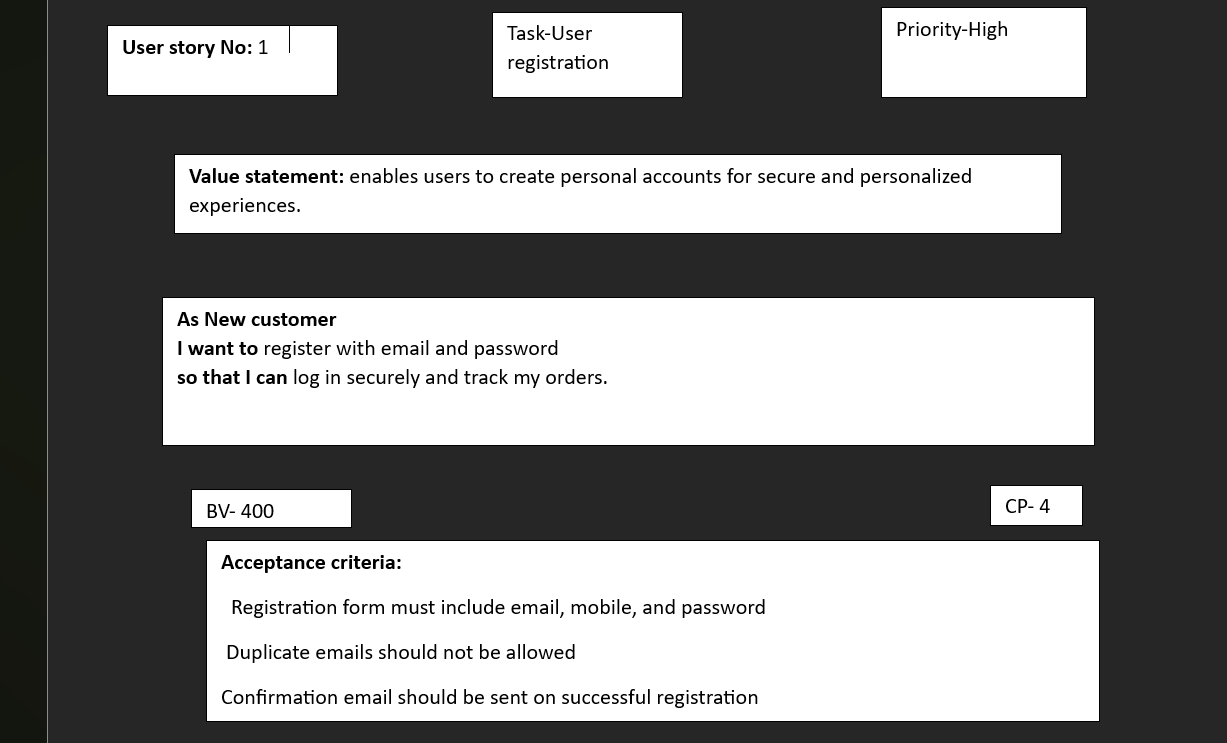 User story No: 1
Task-User
registration
Priority-High
Value statement: enables users to create personal accounts for secure and personalized
experiences.
As New customer
I want to register with email and password
so that I can log in securely and track my orders.
BV- 400
CP- 4
Acceptance criteria:
Registration form must include email, mobile, and password
Duplicate emails should not be allowed
Confirmation email should be sent on successful registration